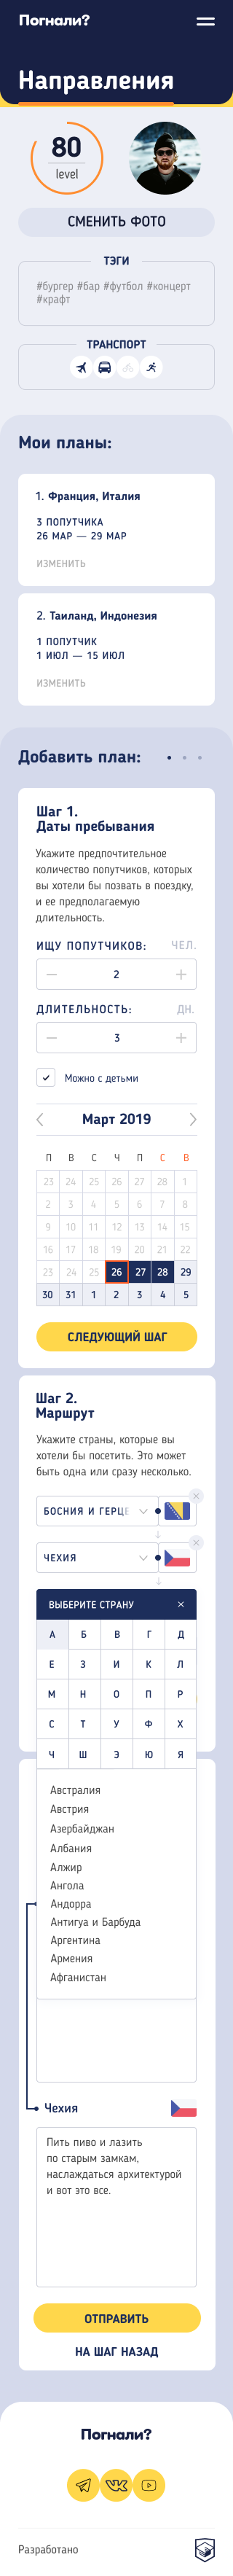 Погнали?
Направления
80
level
СМЕНИТЬ ФОТО
ТЭГИ
#бургер #бар #футбол #концерт
#крафт
ТРАНСПОРТ
Мои планы:
1. Франция, Италия
3 ПОПУТЧИКА
26 МАР — 29 МАР
ИЗМЕНИТЬ
2. Таиланд, Индонезия
1 ПОПУТЧИК
1 ИЮЛ — 15 ИЮЛ
ИЗМЕНИТЬ
Добавить план:
Шаг 1.
Даты пребывания
Укажите предпочтительное
количество попутчиков, которых
вы хотели бы позвать в поездку,
и ее предполагаемую
длительность.
ИЩУ ПОПУТЧИКОВ: ЧЕЛ.
— 2 +
ДЛИТЕЛЬНОСТЬ: ДН.
— 3 +
Можно с детьми
Март 2019
П В С Ч П С В
23 24 25 26 27 28 1
2 3 4 5 6 7 8
9 10 11 12 13 14 15
16 17 18 19 20 21 22
23 24 25 26 27 28 29
30 31 1 2 3 4 5
СЛЕДУЮЩИЙ ШАГ
Шаг 2.
Маршрут
Укажите страны, которые вы
хотели бы посетить. Это может
быть одна или сразу несколько.
БОСНИЯ И ГЕРЦЕ
ЧЕХИЯ
ВЫБЕРИТЕ СТРАНУ
А Б В Г Д
Е З И К Л
М Н О П Р
С Т У Ф Х
Ч Ш Э Ю Я
Австралия
Австрия
Азербайджан
Албания
Алжир
Ангола
Андорра
Антигуа и Барбуда
Аргентина
Армения
Афганистан
Чехия
Пить пиво и лазить
по старым замкам,
наслаждаться архитектурой
и вот это все.
ОТПРАВИТЬ
НА ШАГ НАЗАД
Погнали?
Разработано